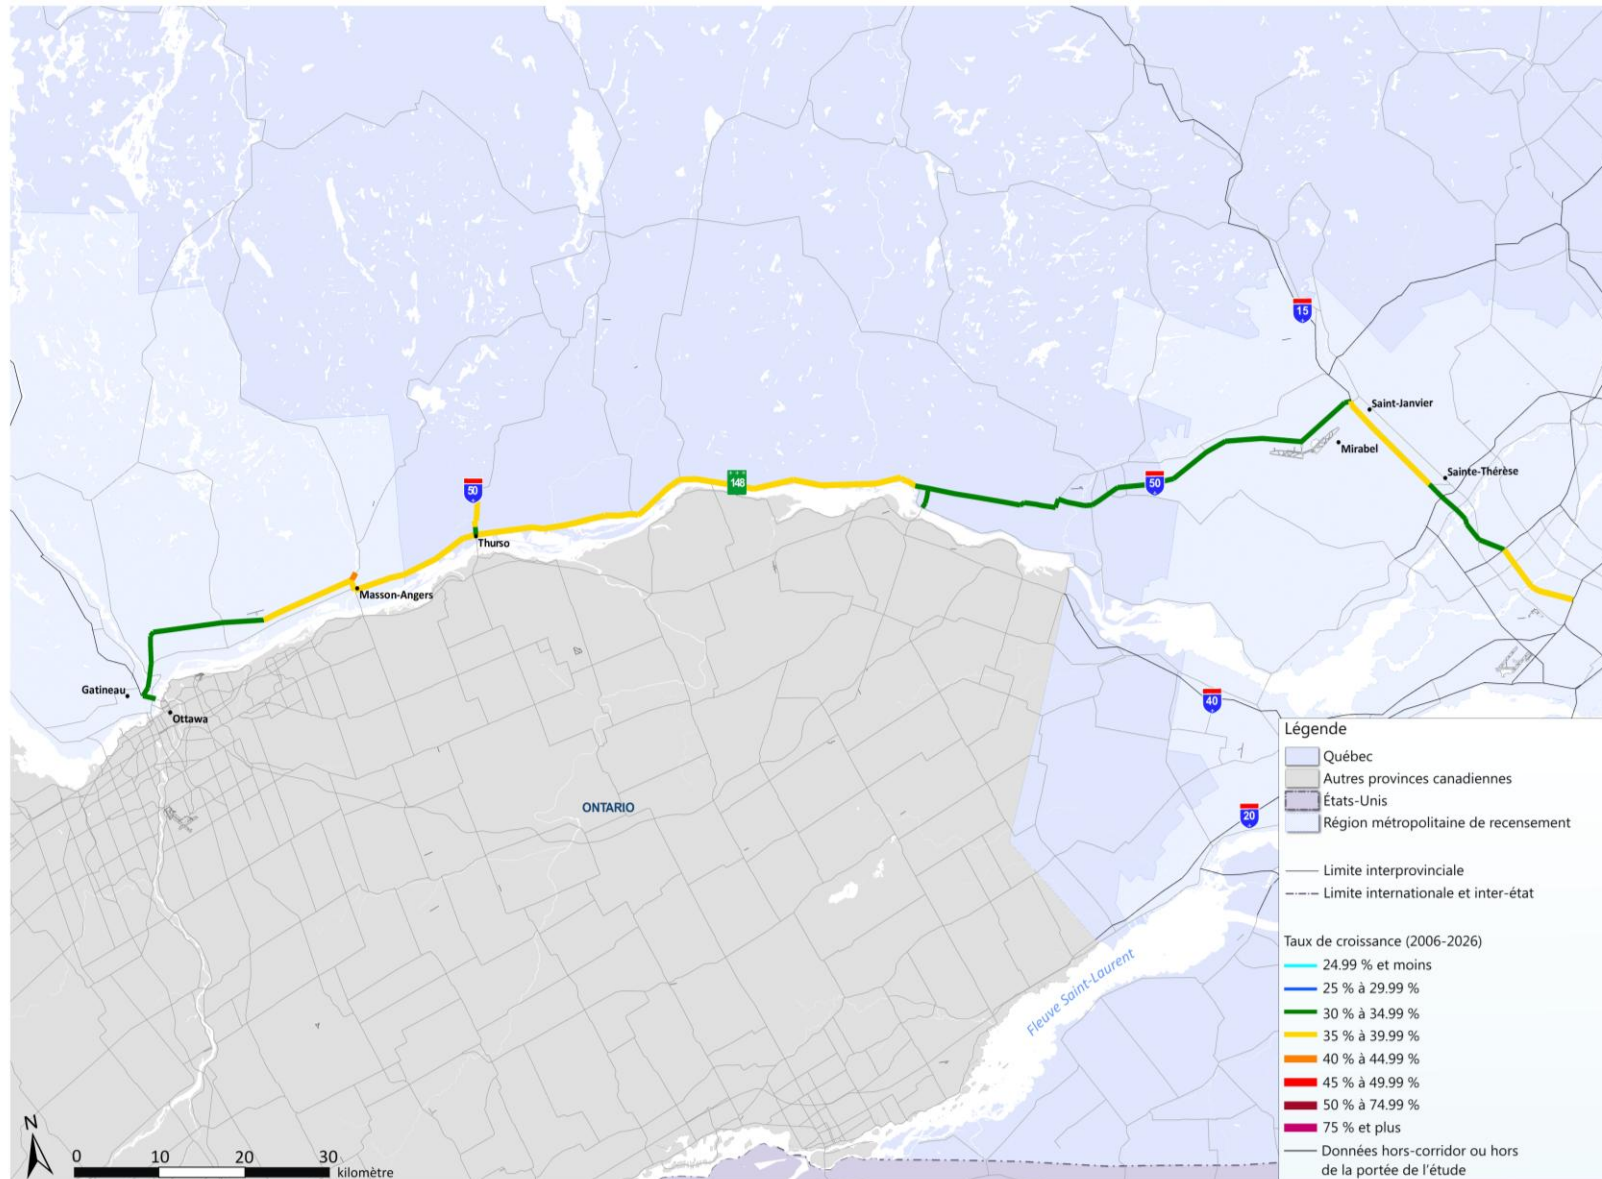 15
Saint-Janvier
Mirabel
Sainte-Thérèse
50
148
50
Thurso
Masson-Angers
Gatineau
Ottawa
40
ONTARIO
20
Fleuve Saint-Laurent
Légende
Québec
Autres provinces canadiennes
États-Unis
Région métropolitaine de recensement
Limite interprovinciale
Limite internationale et inter-état
Taux de croissance (2006-2026)
24.99 % et moins
25 % à 29.99 %
30 % à 34.99 %
35 % à 39.99 %
40 % à 44.99 %
45 % à 49.99 %
50 % à 74.99 %
75 % et plus
Données hors-corridor ou hors
de la portée de l'étude
N
0 10 20 30
kilomètre